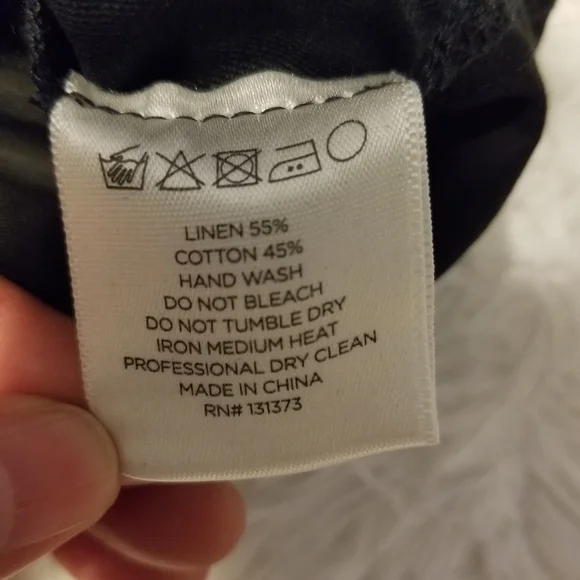 LINEN 55%
COTTON 45%
HAND WASH
DO NOT BLEACH
DO NOT TUMBLE DRY
IRON MEDIUM HEAT
PROFESSIONAL DRY CLEAN
MADE IN CHINA
RN# 131373